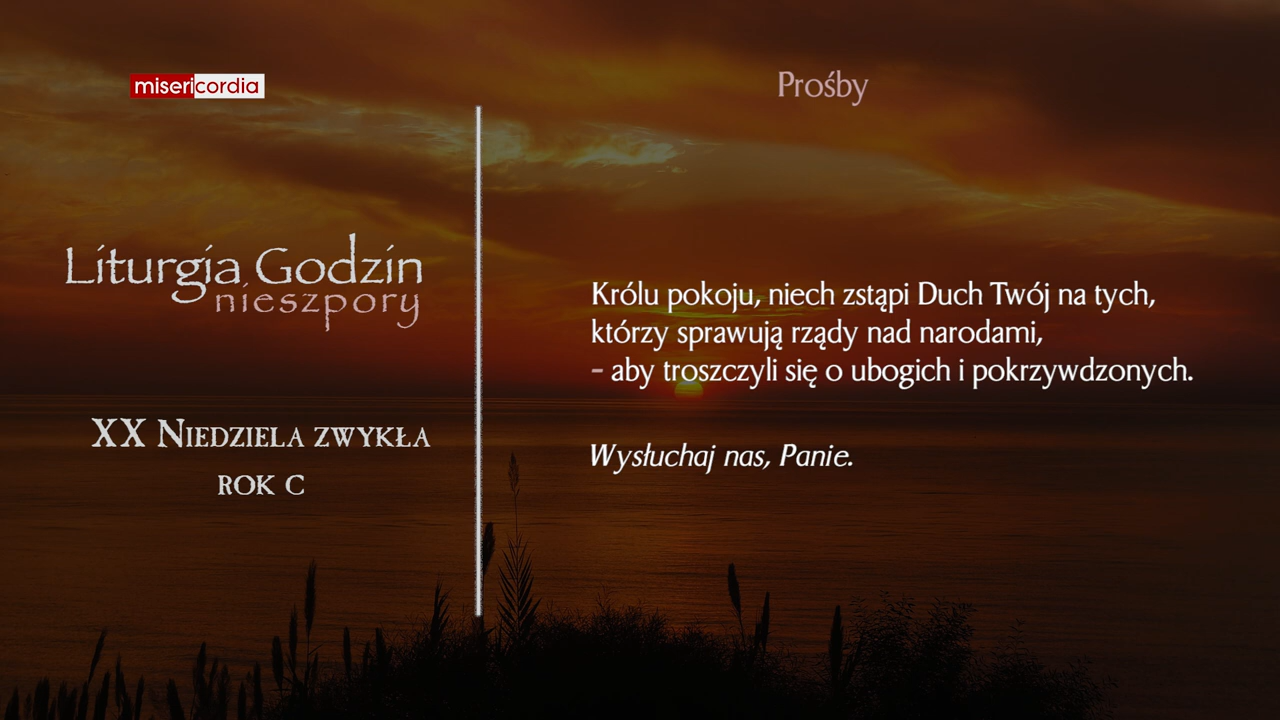 misericordia
Prośby
Liturgia Godzin
nieszpory
XX Niedziela zwykła
rok C
Królu pokoju, niech zstąpi Duch Twój na tych,
którzy sprawują rządy nad narodami,
- aby troszczyli się o ubogich i pokrzywdzonych.
Wysłuchaj nas, Panie.